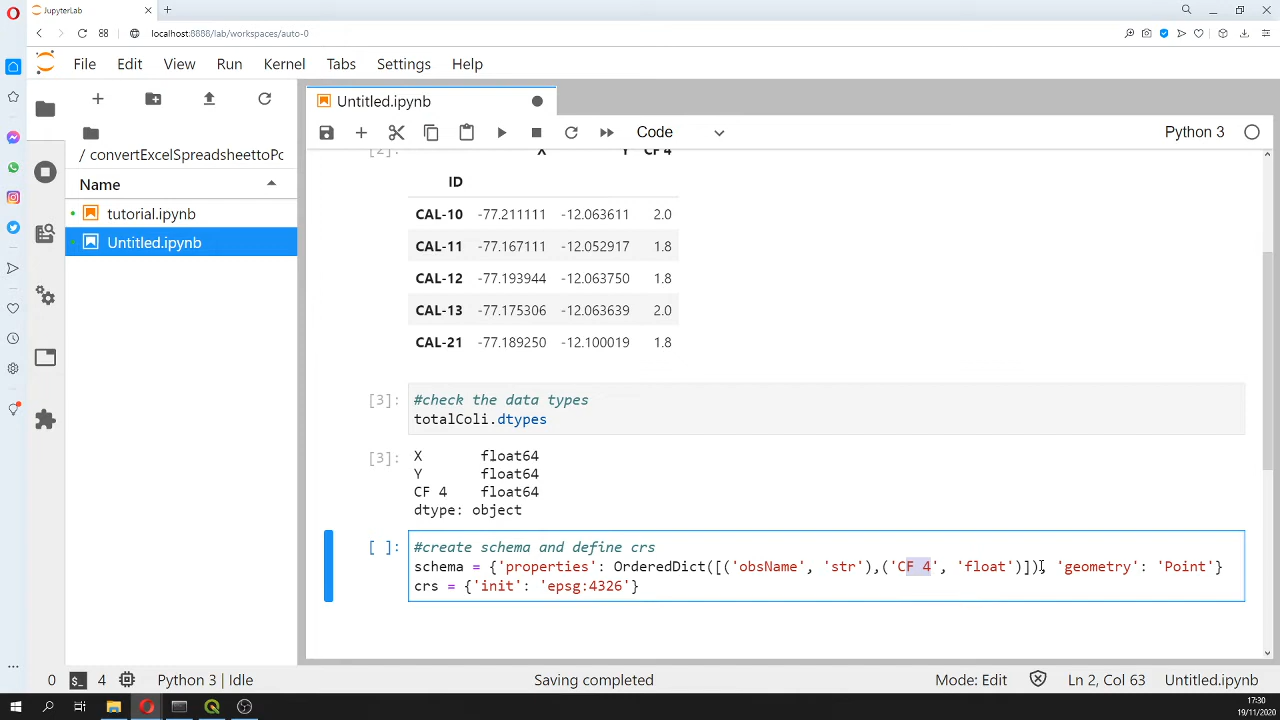 JupyterLab
localhost:8888/lab/workspaces/auto-0
File Edit View Run Kernel Tabs Settings Help
Untitled.ipynb
Code
Python 3
/ convertExcelSpreadsheettoPc
Name
tutorial.ipynb
Untitled.ipynb
[2]: X Y CF 4
ID
CAL-10 -77.211111 -12.063611 2.0
CAL-11 -77.167111 -12.052917 1.8
CAL-12 -77.193944 -12.063750 1.8
CAL-13 -77.175306 -12.063639 2.0
CAL-21 -77.189250 -12.100019 1.8
[3]: #check the data types
totalColi.dtypes
[3]: X float64
Y float64
CF 4 float64
dtype: object
[ ]: #create schema and define crs
schema = {'properties': OrderedDict([('obsName', 'str'),('CF 4', 'float')]), 'geometry': 'Point'}
crs = {'init': 'epsg:4326'}
0 4 Python 3 | Idle Saving completed Mode: Edit Ln 2, Col 63 Untitled.ipynb
17:30
19/11/2020